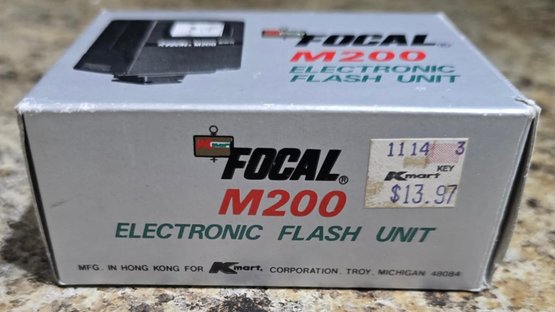 FOCAL®
M200
ELECTRONIC
FLASH UNIT
M200
Kmart
FOCAL®
M200
ELECTRONIC FLASH UNIT
1114 3
KEY
Kmart
$13.97
MFG. IN HONG KONG FOR Kmart. CORPORATION, TROY, MICHIGAN 48084